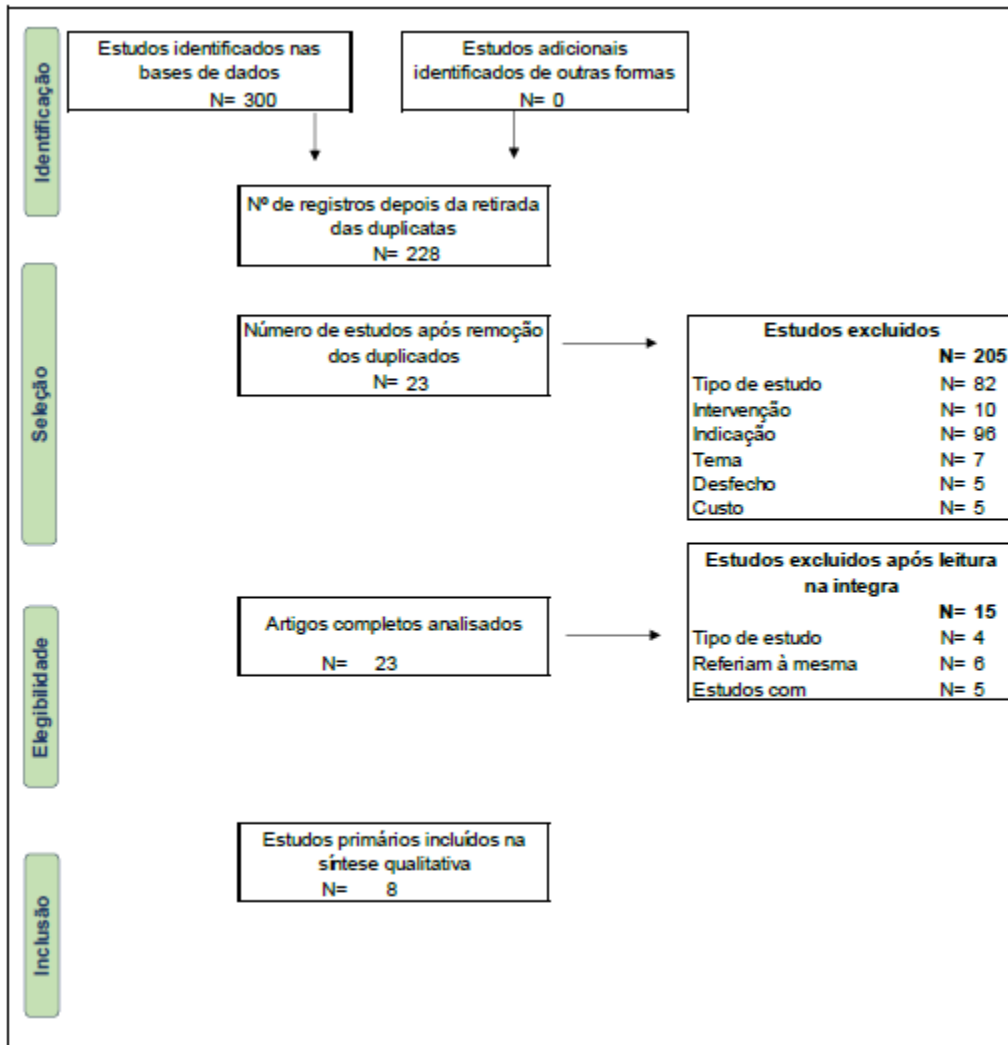 Identificação
Estudos identificados nas
bases de dados
N= 300
Estudos adicionais
identificados de outras formas
N= 0
Nº de registros depois da retirada
das duplicatas
N= 228
Seleção
Número de estudos após remoção
dos duplicados
N= 23
Estudos excluidos
N= 205
Tipo de estudo N= 82
Intervenção N= 10
Indicação N= 96
Tema N= 7
Desfecho N= 5
Custo N= 5
Elegibilidade
Artigos completos analisados
N= 23
Estudos excluidos após leitura
na integra
N= 15
Tipo de estudo N= 4
Referiam à mesma N= 6
Estudos com N= 5
Inclusão
Estudos primários incluídos na
síntese qualitativa
N= 8